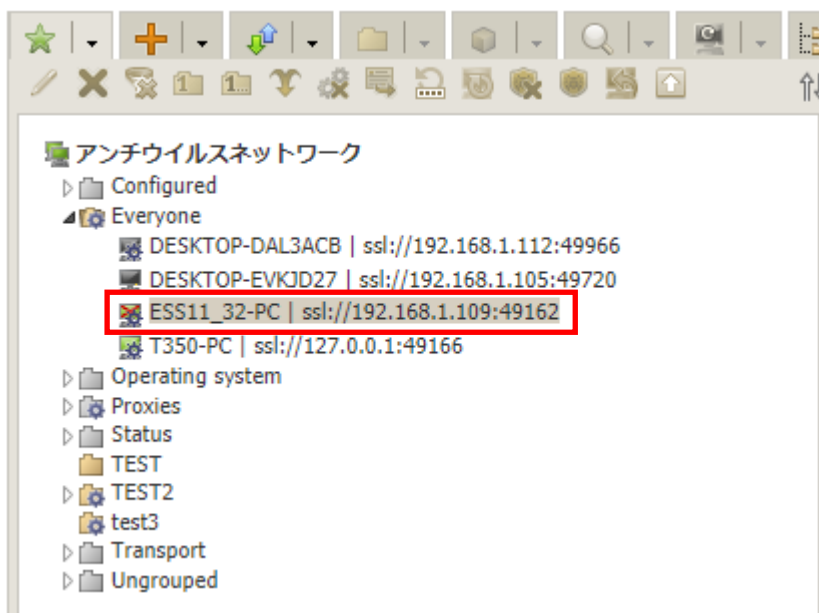 アンチウイルスネットワーク
Configured
Everyone
DESKTOP-DAL3ACB | ssl://192.168.1.112:49966
DESKTOP-EVKJD27 | ssl://192.168.1.105:49720
ESS11_32-PC | ssl://192.168.1.109:49162
T350-PC | ssl://127.0.0.1:49166
Operating system
Proxies
Status
TEST
TEST2
test3
Transport
Ungrouped